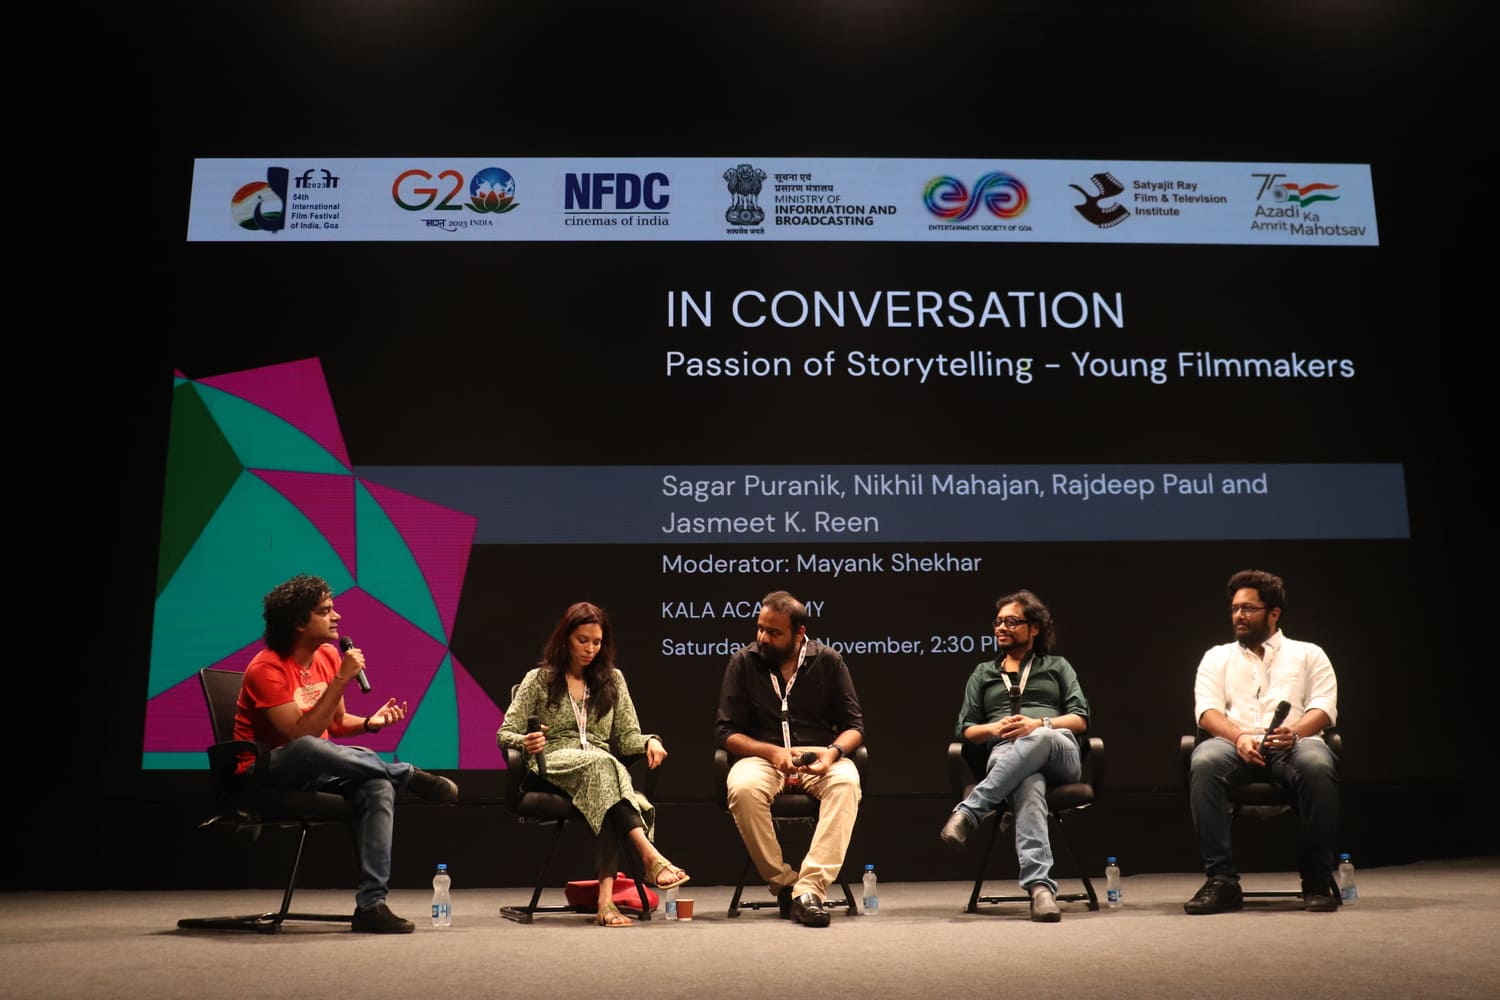 54th
International
Film Festival
of India, Goa
G20
भारत 2023 INDIA
NFDC
cinemas of india
सूचना एवं
प्रसारण मंत्रालय
MINISTRY OF
INFORMATION AND
BROADCASTING
सत्यमेव जयते
ENTERTAINMENT SOCIETY OF GOA
Satyajit Ray
Film & Television
Institute
75
Azadi Ka
Amrit Mahotsav
IN CONVERSATION
Passion of Storytelling - Young Filmmakers
Sagar Puranik, Nikhil Mahajan, Rajdeep Paul and
Jasmeet K. Reen
Moderator: Mayank Shekhar
KALA MY
November, 2:30